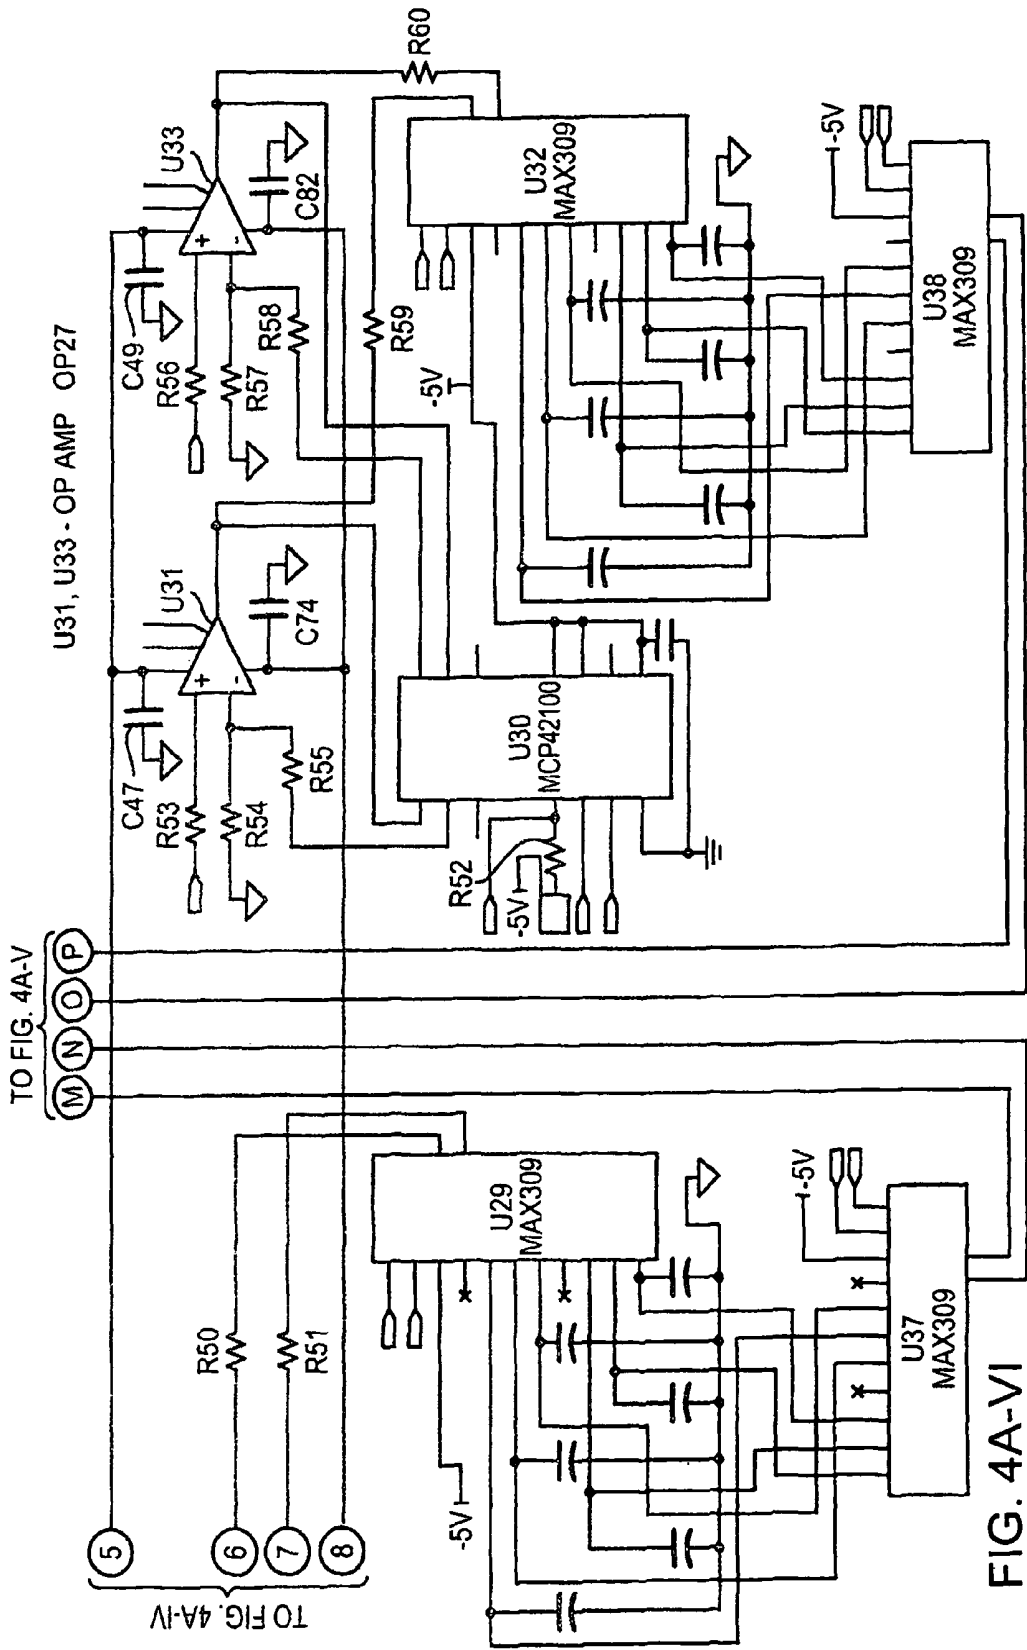 TO FIG. 4A-V
M N O P
U31, U33 - OP AMP OP27
5
C47
C49
U31
U33
+
-
+
-
R53
R54
R55
C74
R56
R57
R58
C82
R60
TO FIG. 4A-IV
6
7
8
R50
R51
R59
-5V
U29
MAX309
-5V
R52
-5V
U30
MCP42100
U32
MAX309
-5V
U37
MAX309
-5V
U38
MAX309
FIG. 4A-VI